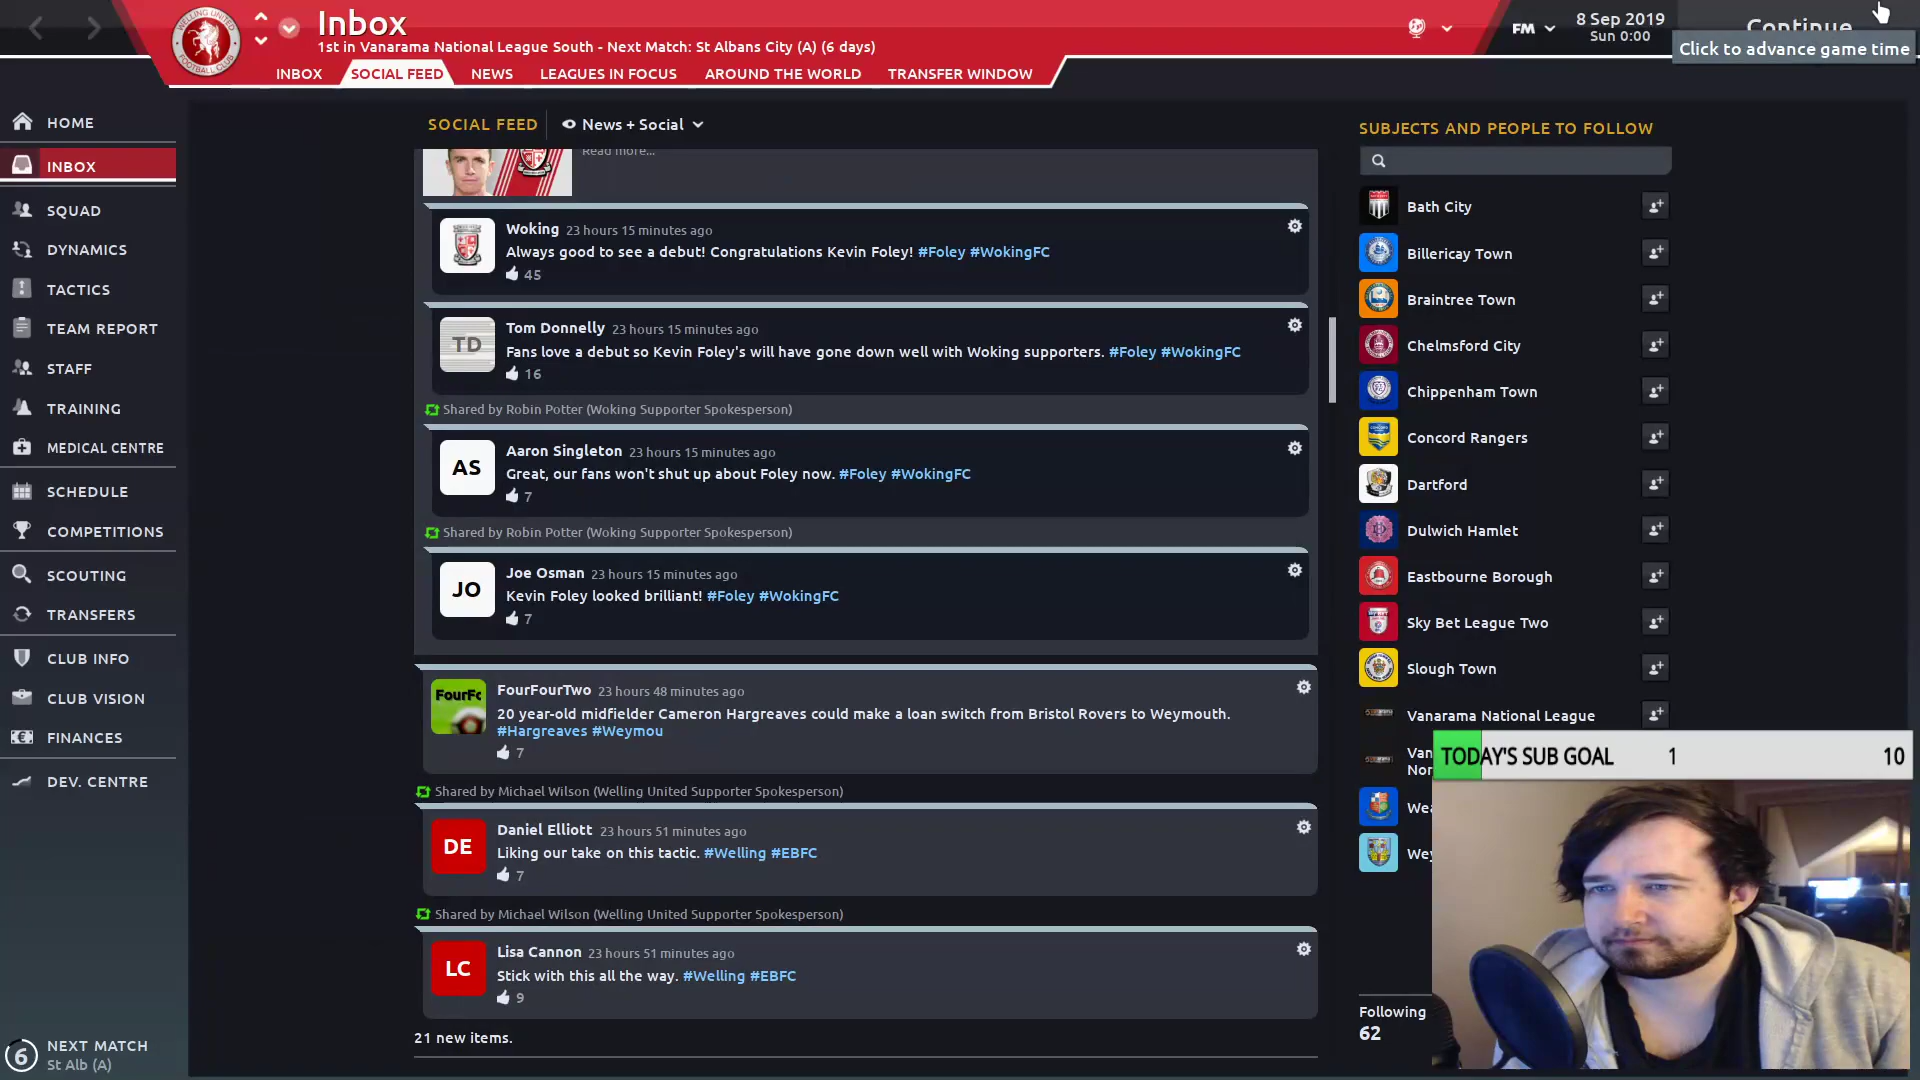 Inbox
1st in Vanarama National League South - Next Match: St Albans City (A) (6 days)
FM
8 Sep 2019
Sun 0:00
Continue
Click to advance game time
INBOX
SOCIAL FEED
NEWS
LEAGUES IN FOCUS
AROUND THE WORLD
TRANSFER WINDOW
HOME
INBOX
SQUAD
DYNAMICS
TACTICS
TEAM REPORT
STAFF
TRAINING
MEDICAL CENTRE
SCHEDULE
COMPETITIONS
SCOUTING
TRANSFERS
CLUB INFO
CLUB VISION
FINANCES
DEV. CENTRE
6
NEXT MATCH
St Alb (A)
SOCIAL FEED
News + Social
Read more...
Woking 23 hours 15 minutes ago
Always good to see a debut! Congratulations Kevin Foley! #Foley #WokingFC
45
TD
Tom Donnelly 23 hours 15 minutes ago
Fans love a debut so Kevin Foley's will have gone down well with Woking supporters. #Foley #WokingFC
16
Shared by Robin Potter (Woking Supporter Spokesperson)
AS
Aaron Singleton 23 hours 15 minutes ago
Great, our fans won't shut up about Foley now. #Foley #WokingFC
7
Shared by Robin Potter (Woking Supporter Spokesperson)
JO
Joe Osman 23 hours 15 minutes ago
Kevin Foley looked brilliant! #Foley #WokingFC
7
FourFo
FourFourTwo 23 hours 48 minutes ago
20 year-old midfielder Cameron Hargreaves could make a loan switch from Bristol Rovers to Weymouth.
#Hargreaves #Weymou
7
Shared by Michael Wilson (Welling United Supporter Spokesperson)
DE
Daniel Elliott 23 hours 51 minutes ago
Liking our take on this tactic. #Welling #EBFC
7
Shared by Michael Wilson (Welling United Supporter Spokesperson)
LC
Lisa Cannon 23 hours 51 minutes ago
Stick with this all the way. #Welling #EBFC
9
21 new items.
SUBJECTS AND PEOPLE TO FOLLOW
Bath City
Billericay Town
Braintree Town
Chelmsford City
Chippenham Town
Concord Rangers
Dartford
Dulwich Hamlet
Eastbourne Borough
Sky Bet League Two
Slough Town
Vanarama National League
Van
Nor
Wea
Wey
TODAY'S SUB GOAL 1 10
Following
62